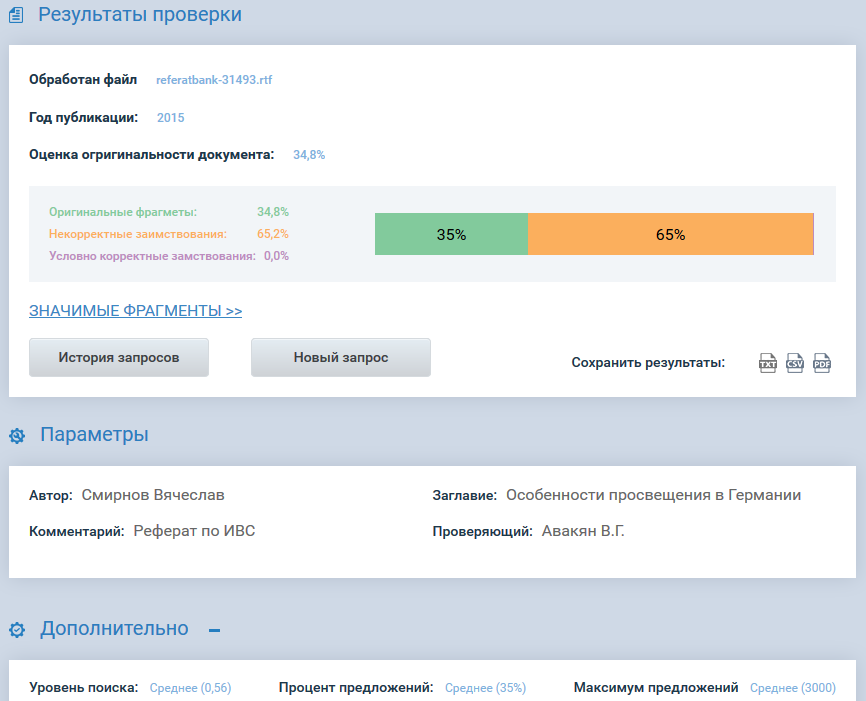 Результаты проверки
Обработан файл referatbank-31493.rtf
Год публикации: 2015
Оценка огригинальности документа: 34,8%
Оригинальные фрагметы: 34,8%
Некорректные заимствования: 65,2%
Условно корректные замствования: 0,0%
35% 65%
ЗНАЧИМЫЕ ФРАГМЕНТЫ >>
История запросов Новый запрос Сохранить результаты: TXT CSV PDF
Параметры
Автор: Смирнов Вячеслав Заглавие: Особенности просвещения в Германии
Комментарий: Реферат по ИВС Проверяющий: Авакян В.Г.
Дополнительно
Уровень поиска: Среднее (0,56) Процент предложений: Среднее (35%) Максимум предложений Среднее (3000)